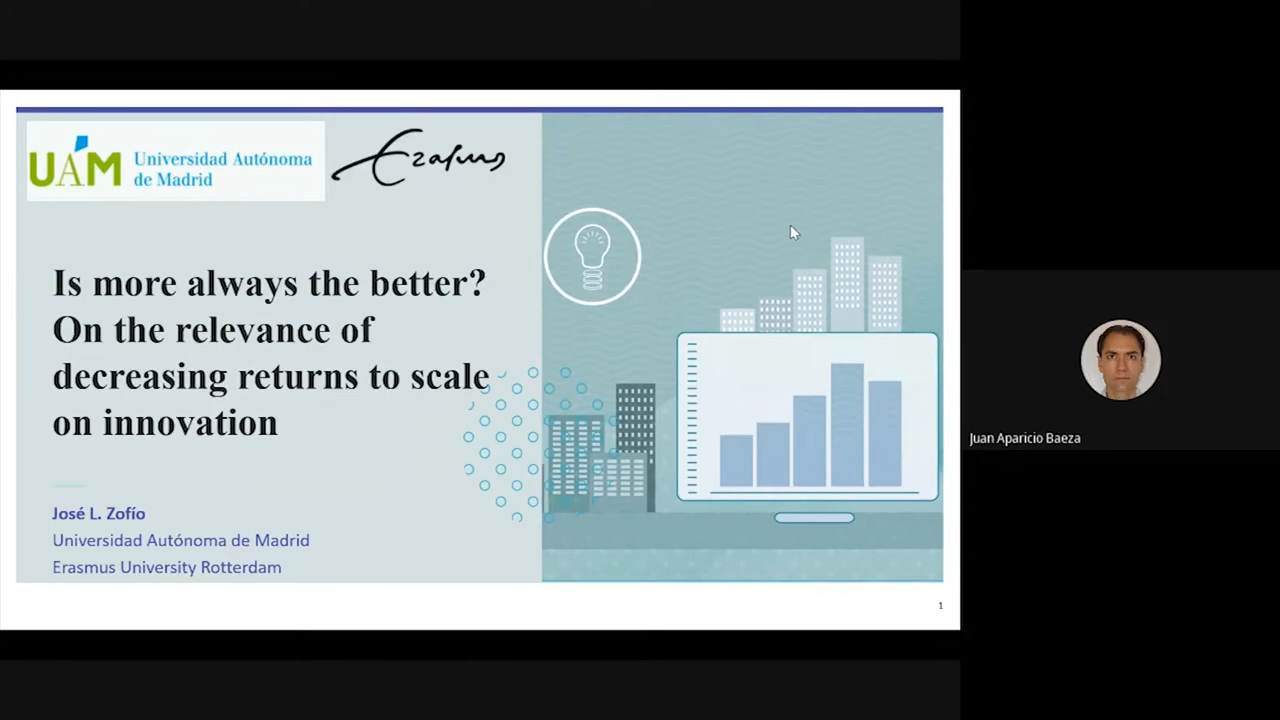 UAM Universidad Autónoma
de Madrid
Erasmus
Is more always the better?
On the relevance of
decreasing returns to scale
on innovation
José L. Zofío
Universidad Autónoma de Madrid
Erasmus University Rotterdam
1
Juan Aparicio Baeza